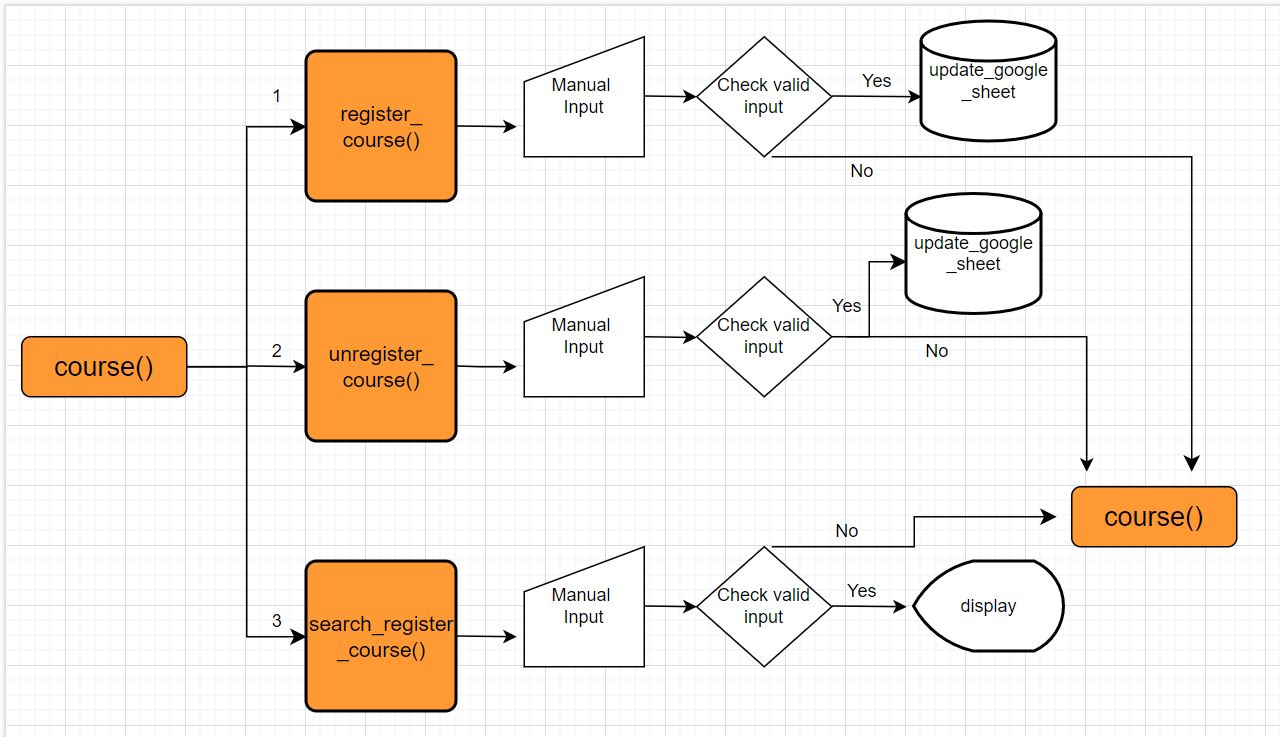 1
register_
course()
Manual
Input
Check valid
input
Yes
update_google
_sheet
No
course()
2
unregister_
course()
Manual
Input
Check valid
input
Yes
update_google
_sheet
No
3
search_register
_course()
Manual
Input
Check valid
input
No
Yes
display
course()